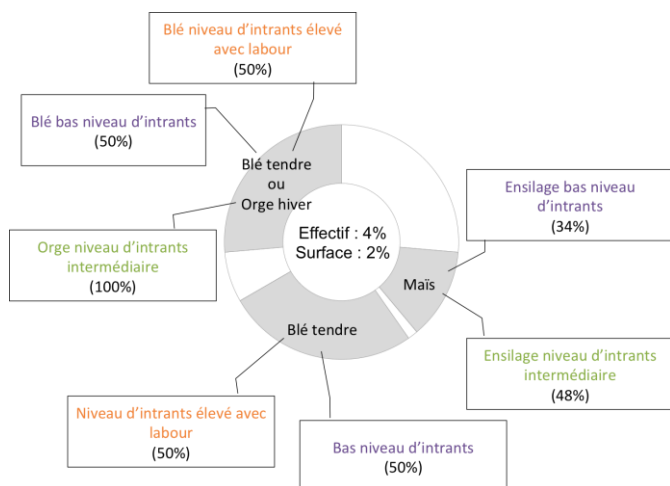 Blé niveau d'intrants élevé
avec labour
(50%)
Blé bas niveau d'intrants
(50%)
Blé tendre
ou
Orge hiver
Ensilage bas niveau
d'intrants
(34%)
Effectif : 4%
Surface : 2%
Orge niveau d'intrants
intermédiaire
(100%)
Maïs
Blé tendre
Ensilage niveau d'intrants
intermédiaire
(48%)
Niveau d'intrants élevé avec
labour
(50%)
Bas niveau d'intrants
(50%)